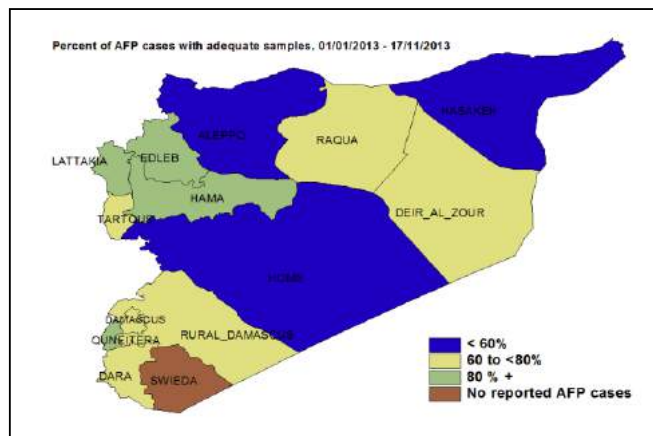 Percent of AFP cases with adequate samples, 01/01/2013 - 17/11/2013
HASAKEH
ALEPPO
RAQUA
LATTAKIA
EDLEB
HAMA
TARTOUS
DEIR_AL_ZOUR
HOMS
DAMASCUS
QUNEITERA
RURAL_DAMASCUS
DARA
SWIEDA
< 60%
60 to <80%
80 % +
No reported AFP cases